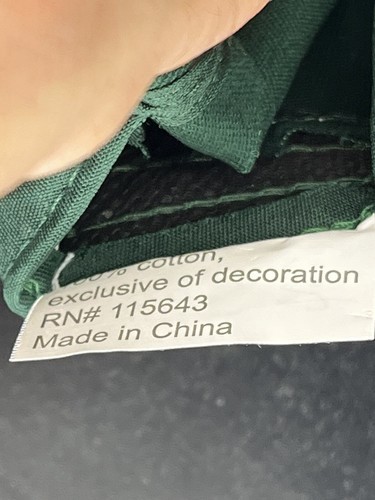 cotton,
exclusive of decoration
RN# 115643
Made in China